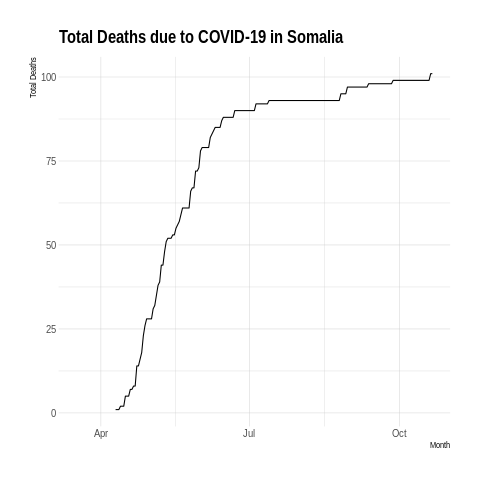 Total Deaths due to COVID-19 in Somalia
Total Deaths
100
75
50
25
0
Apr Jul Oct
Month